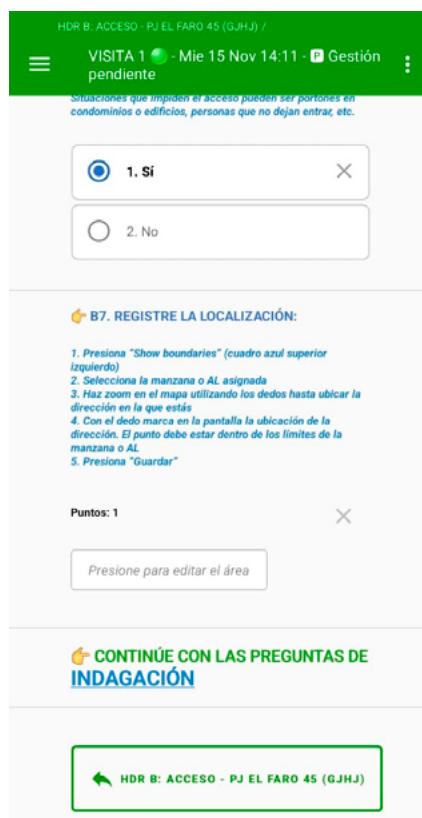 HDR B: ACCESO - PJ EL FARO 45 (GJHJ) /
VISITA 1 - Mie 15 Nov 14:11 - P Gestión
pendiente
Situaciones que impiden el acceso pueden ser portones en
condominios o edificios, personas que no dejan entrar, etc.
1. Sí
2. No
B7. REGISTRE LA LOCALIZACIÓN:
1. Presiona "Show boundaries" (cuadro azul superior
izquierdo)
2. Selecciona la manzana o AL asignada
3. Haz zoom en el mapa utilizando los dedos hasta ubicar la
dirección en la que estás
4. Con el dedo marca en la pantalla la ubicación de la
dirección. El punto debe estar dentro de los límites de la
manzana o AL
5. Presiona "Guardar"
Puntos: 1
Presione para editar el área
CONTINÚE CON LAS PREGUNTAS DE
INDAGACIÓN
HDR B: ACCESO - PJ EL FARO 45 (GJHJ)